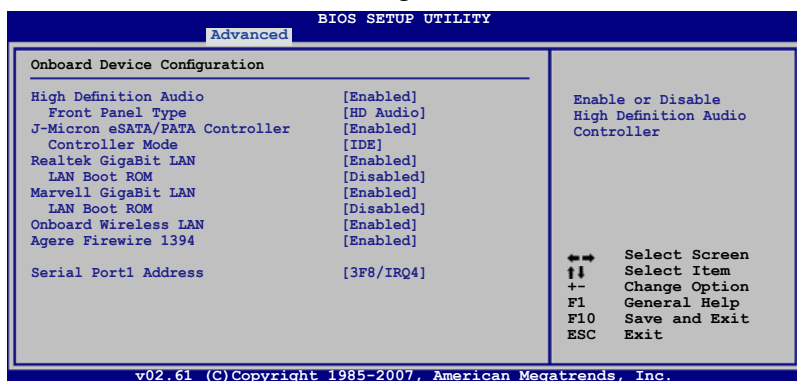 BIOS SETUP UTILITY
Advanced
Onboard Device Configuration
High Definition Audio [Enabled]
Front Panel Type [HD Audio]
J-Micron eSATA/PATA Controller [Enabled]
Controller Mode [IDE]
Realtek GigaBit LAN [Enabled]
LAN Boot ROM [Disabled]
Marvell GigaBit LAN [Enabled]
LAN Boot ROM [Disabled]
Onboard Wireless LAN [Enabled]
Agere Firewire 1394 [Enabled]
Serial Port1 Address [3F8/IRQ4]
Enable or Disable
High Definition Audio
Controller
←→ Select Screen
↑↓ Select Item
+- Change Option
F1 General Help
F10 Save and Exit
ESC Exit
v02.61 (C)Copyright 1985-2007, American Megatrends, Inc.